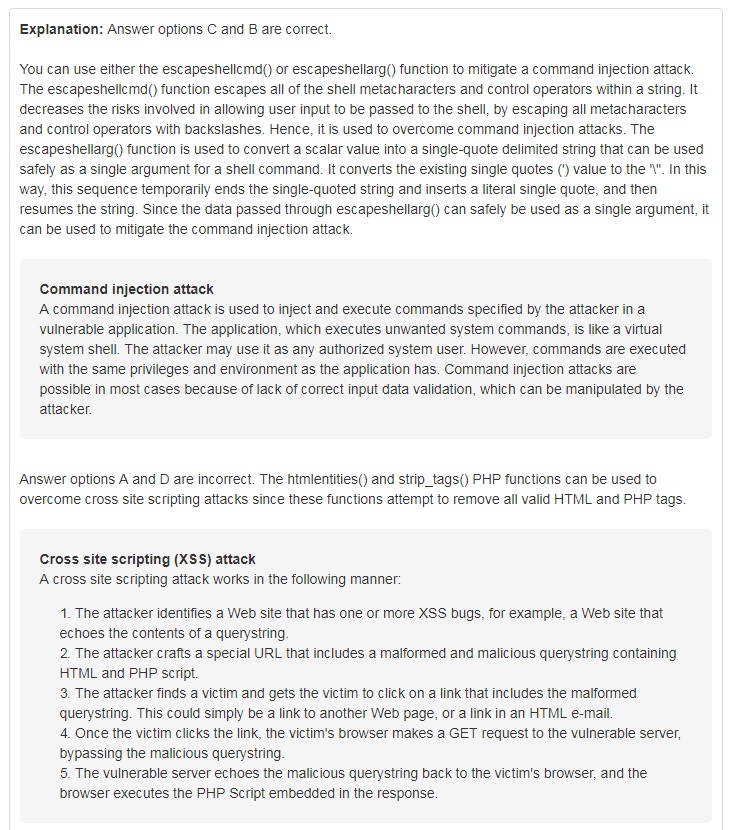 Explanation: Answer options C and B are correct.
You can use either the escapeshellcmd() or escapeshellarg() function to mitigate a command injection attack.
The escapeshellcmd() function escapes all of the shell metacharacters and control operators within a string. It
decreases the risks involved in allowing user input to be passed to the shell, by escaping all metacharacters
and control operators with backslashes. Hence, it is used to overcome command injection attacks. The
escapeshellarg() function is used to convert a scalar value into a single-quote delimited string that can be used
safely as a single argument for a shell command. It converts the existing single quotes (') value to the '\". In this
way, this sequence temporarily ends the single-quoted string and inserts a literal single quote, and then
resumes the string. Since the data passed through escapeshellarg() can safely be used as a single argument, it
can be used to mitigate the command injection attack.
Command injection attack
A command injection attack is used to inject and execute commands specified by the attacker in a
vulnerable application. The application, which executes unwanted system commands, is like a virtual
system shell. The attacker may use it as any authorized system user. However, commands are executed
with the same privileges and environment as the application has. Command injection attacks are
possible in most cases because of lack of correct input data validation, which can be manipulated by the
attacker.
Answer options A and D are incorrect. The htmlentities() and strip_tags() PHP functions can be used to
overcome cross site scripting attacks since these functions attempt to remove all valid HTML and PHP tags.
Cross site scripting (XSS) attack
A cross site scripting attack works in the following manner:
1. The attacker identifies a Web site that has one or more XSS bugs, for example, a Web site that
echoes the contents of a querystring.
2. The attacker crafts a special URL that includes a malformed and malicious querystring containing
HTML and PHP script.
3. The attacker finds a victim and gets the victim to click on a link that includes the malformed
querystring. This could simply be a link to another Web page, or a link in an HTML e-mail.
4. Once the victim clicks the link, the victim's browser makes a GET request to the vulnerable server,
bypassing the malicious querystring.
5. The vulnerable server echoes the malicious querystring back to the victim's browser, and the
browser executes the PHP Script embedded in the response.